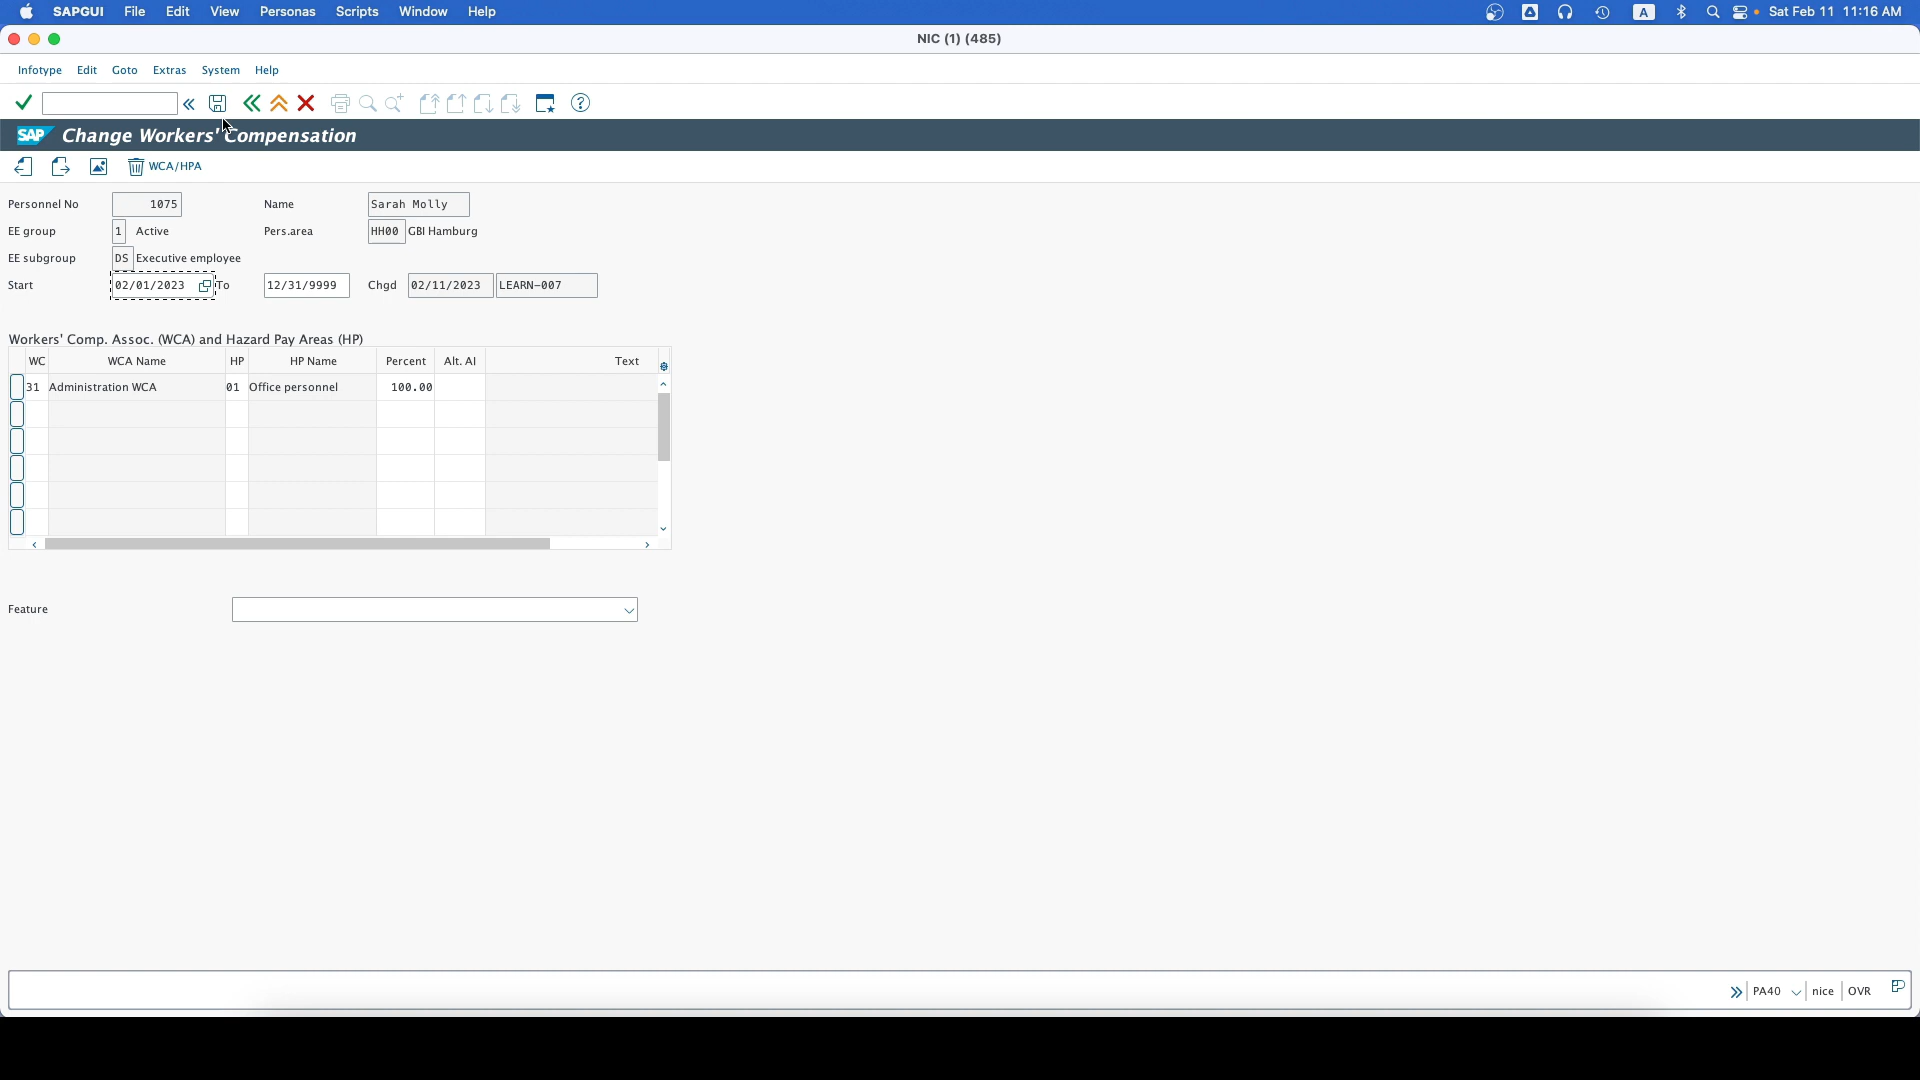 SAPGUI File Edit View Personas Scripts Window Help A Sat Feb 11 11:16 AM
NIC (1) (485)
Infotype Edit Goto Extras System Help
SAP Change Workers' Compensation
WCA/HPA
Personnel No 1075 Name Sarah Molly
EE group 1 Active Pers.area HH00 GBI Hamburg
EE subgroup DS Executive employee
Start 02/01/2023 To 12/31/9999 Chgd 02/11/2023 LEARN-007
Workers' Comp. Assoc. (WCA) and Hazard Pay Areas (HP)
WC WCA Name HP HP Name Percent Alt. AI Text
31 Administration WCA 01 Office personnel 100.00
Feature
PA40 nice OVR